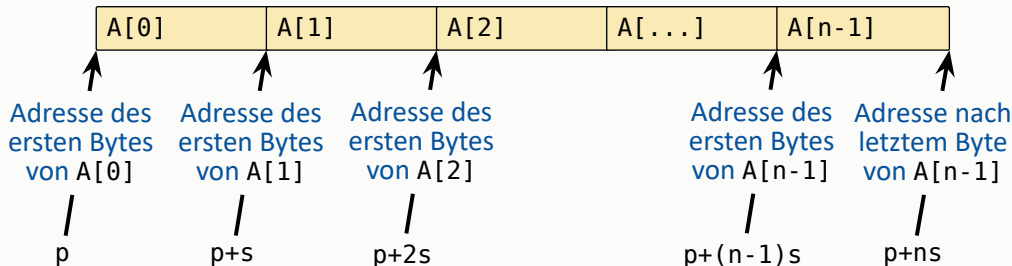 A[0] A[1] A[2] A[...] A[n-1]
Adresse des Adresse des Adresse des Adresse des Adresse nach
ersten Bytes ersten Bytes ersten Bytes ersten Bytes letztem Byte
von A[0] von A[1] von A[2] von A[n-1] von A[n-1]
p p+s p+2s p+(n-1)s p+ns